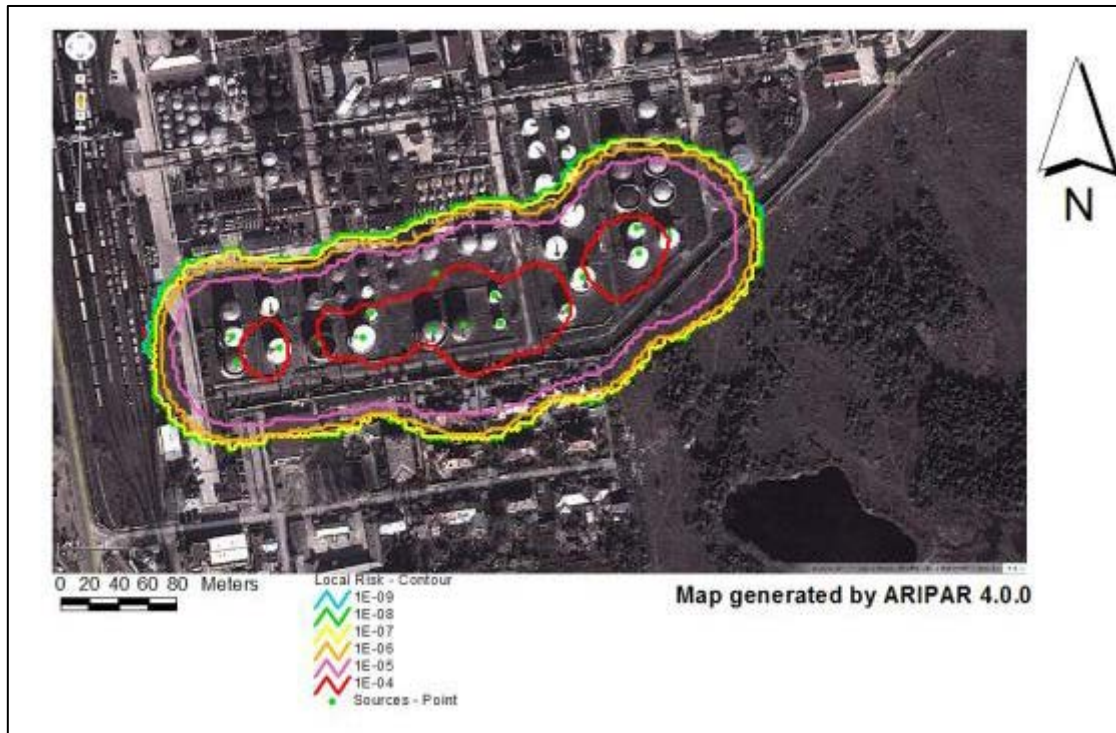 N
0 20 40 60 80 Meters
Map generated by ARIPAR 4.0.0
Local Risk - Contour
1E-09
1E-08
1E-07
1E-06
1E-05
1E-04
Sources - Point